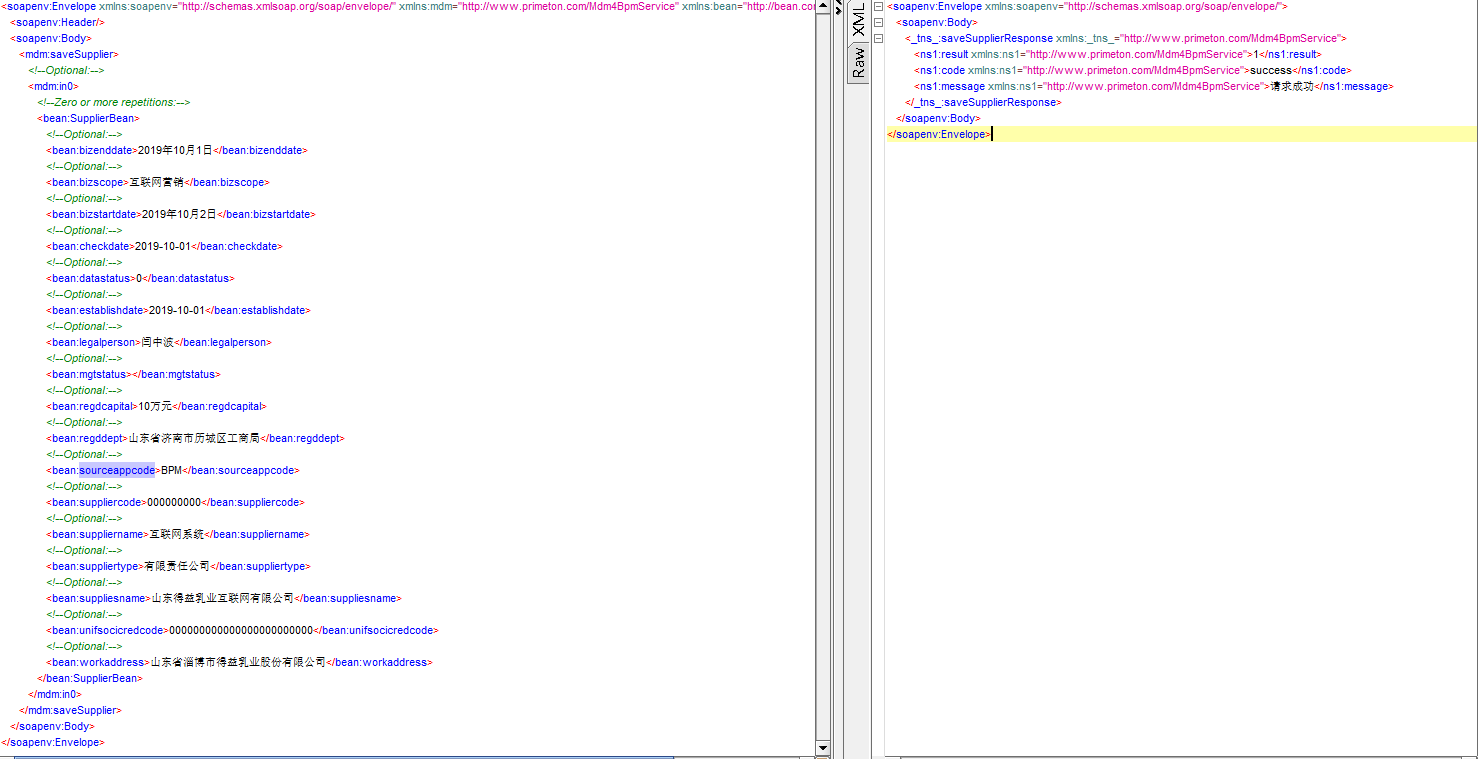 <soapenv:Envelope xmlns:soapenv="http://schemas.xmlsoap.org/soap/envelope/" xmlns:mdm="http://www.primeton.com/Mdm4BpmService" xmlns:bean="http://bean.co
<soapenv:Header/>
<soapenv:Body>
<mdm:saveSupplier>
<!--Optional:-->
<mdm:in0>
<!--Zero or more repetitions:-->
<bean:SupplierBean>
<!--Optional:-->
<bean:bizenddate>2019年10月1日</bean:bizenddate>
<!--Optional:-->
<bean:bizscope>互联网营销</bean:bizscope>
<!--Optional:-->
<bean:bizstartdate>2019年10月2日</bean:bizstartdate>
<!--Optional:-->
<bean:checkdate>2019-10-01</bean:checkdate>
<!--Optional:-->
<bean:datastatus>0</bean:datastatus>
<!--Optional:-->
<bean:establishdate>2019-10-01</bean:establishdate>
<!--Optional:-->
<bean:legalperson>闫中波</bean:legalperson>
<!--Optional:-->
<bean:mgtstatus></bean:mgtstatus>
<!--Optional:-->
<bean:regdcapital>10万元</bean:regdcapital>
<!--Optional:-->
<bean:regddept>山东省济南市历城区工商局</bean:regddept>
<!--Optional:-->
<bean:sourceappcode>BPM</bean:sourceappcode>
<!--Optional:-->
<bean:suppliercode>000000000</bean:suppliercode>
<!--Optional:-->
<bean:suppliername>互联网系统</bean:suppliername>
<!--Optional:-->
<bean:suppliertype>有限责任公司</bean:suppliertype>
<!--Optional:-->
<bean:suppliesname>山东得益乳业互联网有限公司</bean:suppliesname>
<!--Optional:-->
<bean:unifsocicredcode>000000000000000000000000</bean:unifsocicredcode>
<!--Optional:-->
<bean:workaddress>山东省淄博市得益乳业股份有限公司</bean:workaddress>
</bean:SupplierBean>
</mdm:in0>
</mdm:saveSupplier>
</soapenv:Body>
</soapenv:Envelope>
XML
Raw
<soapenv:Envelope xmlns:soapenv="http://schemas.xmlsoap.org/soap/envelope/">
<soapenv:Body>
<_tns_:saveSupplierResponse xmlns:_tns_="http://www.primeton.com/Mdm4BpmService">
<ns1:result xmlns:ns1="http://www.primeton.com/Mdm4BpmService">1</ns1:result>
<ns1:code xmlns:ns1="http://www.primeton.com/Mdm4BpmService">success</ns1:code>
<ns1:message xmlns:ns1="http://www.primeton.com/Mdm4BpmService">请求成功</ns1:message>
</_tns_:saveSupplierResponse>
</soapenv:Body>
</soapenv:Envelope>